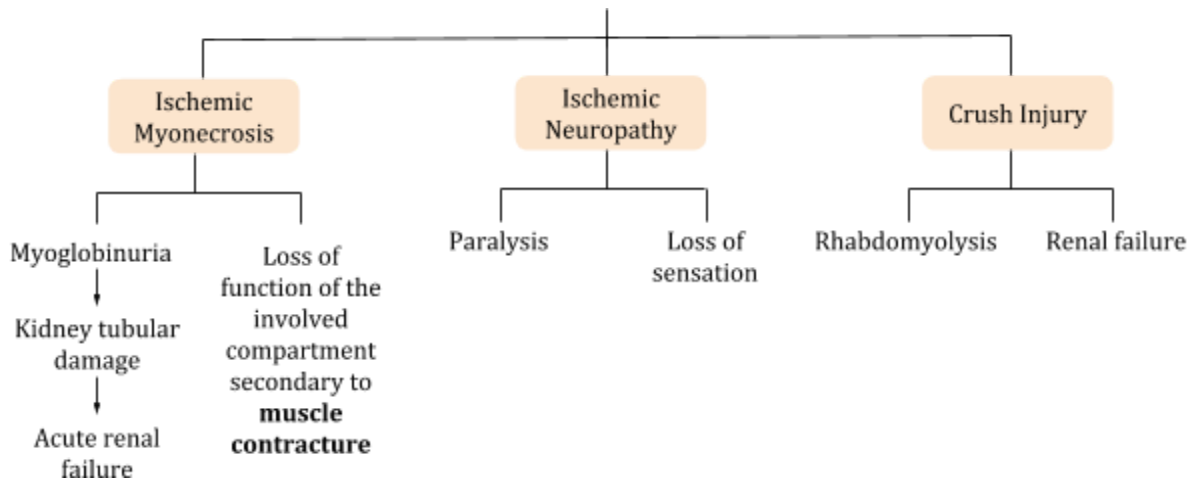 Ischemic
Myonecrosis
Ischemic
Neuropathy
Crush Injury
Myoglobinuria
Kidney tubular
damage
Acute renal
failure
Loss of
function of the
involved
compartment
secondary to
muscle
contracture
Paralysis
Loss of
sensation
Rhabdomyolysis
Renal failure